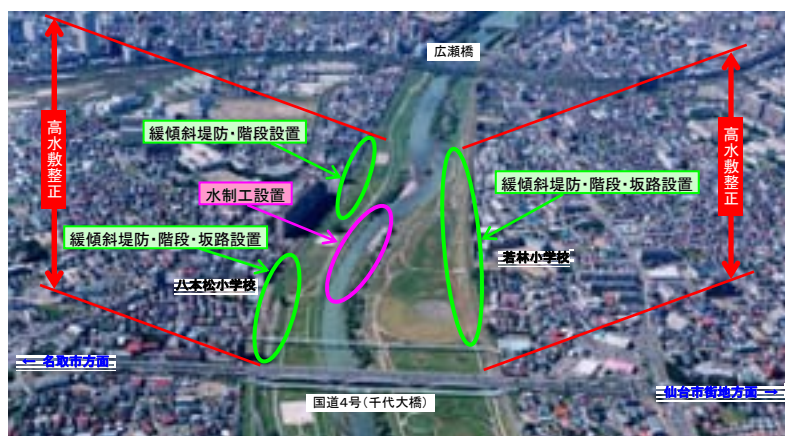 広瀬橋
高水敷整正
緩傾斜堤防・階段設置
水制工設置
緩傾斜堤防・階段・坂路設置
八本松小学校
高水敷整正
緩傾斜堤防・階段・坂路設置
若林小学校
← 名取市方面
仙台市街地方面 →
国道4号(千代大橋)